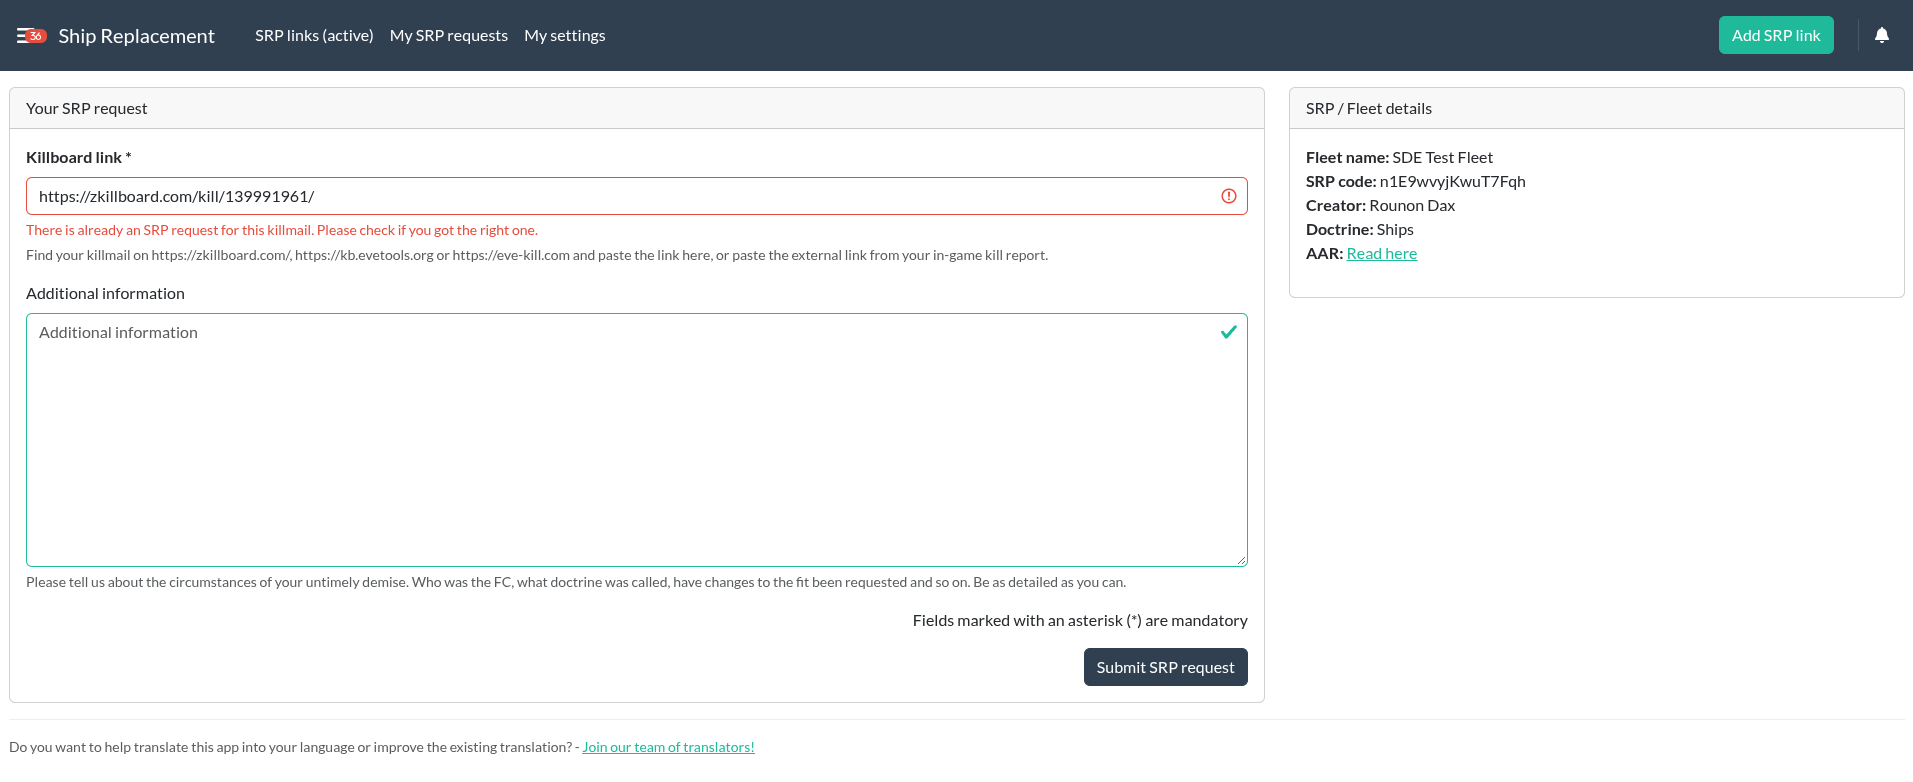 36
Ship Replacement
SRP links (active)
My SRP requests
My settings
Add SRP link
Your SRP request
Killboard link *
https://zkillboard.com/kill/139991961/
There is already an SRP request for this killmail. Please check if you got the right one.
Find your killmail on https://zkillboard.com/, https://kb.evetools.org or https://eve-kill.com and paste the link here, or paste the external link from your in-game kill report.
Additional information
Additional information
Please tell us about the circumstances of your untimely demise. Who was the FC, what doctrine was called, have changes to the fit been requested and so on. Be as detailed as you can.
Fields marked with an asterisk (*) are mandatory
Submit SRP request
SRP / Fleet details
Fleet name: SDE Test Fleet
SRP code: n1E9wvyjKwuT7Fqh
Creator: Rounon Dax
Doctrine: Ships
AAR: Read here
Do you want to help translate this app into your language or improve the existing translation? - Join our team of translators!